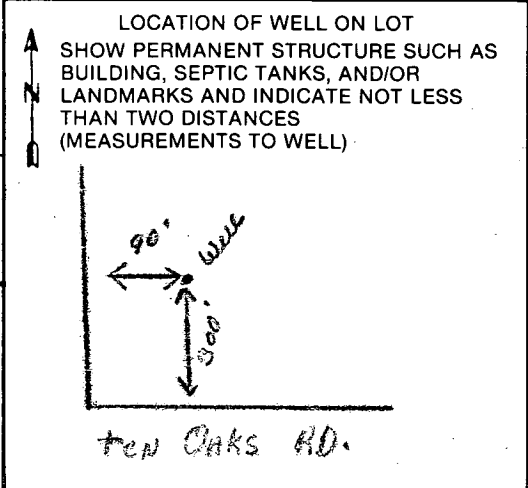 LOCATION OF WELL ON LOT
SHOW PERMANENT STRUCTURE SUCH AS
BUILDING, SEPTIC TANKS, AND/OR
LANDMARKS AND INDICATE NOT LESS
THAN TWO DISTANCES
(MEASUREMENTS TO WELL)
N
90'
Well
300'
ten OAKS RD.